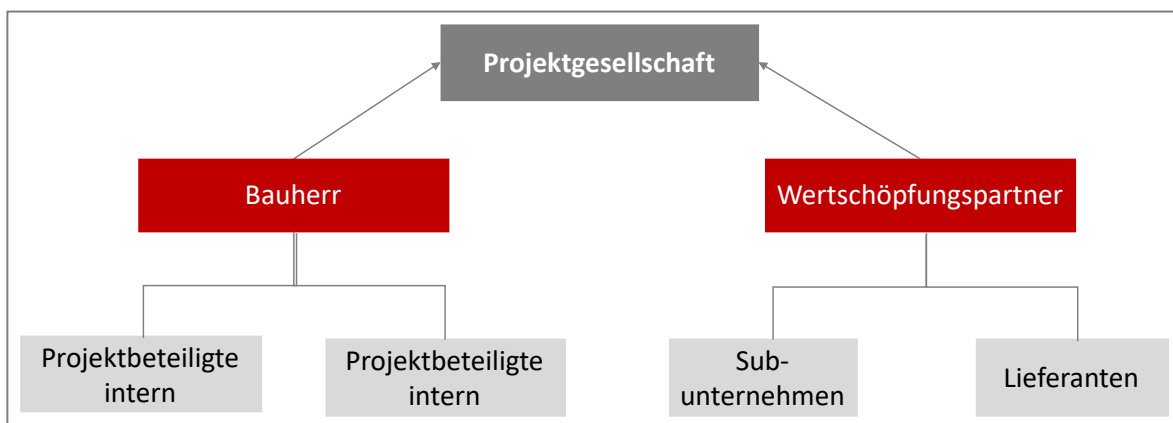 Projektgesellschaft
Bauherr
Wertschöpfungspartner
Projektbeteiligte
intern
Projektbeteiligte
intern
Sub-
unternehmen
Lieferanten